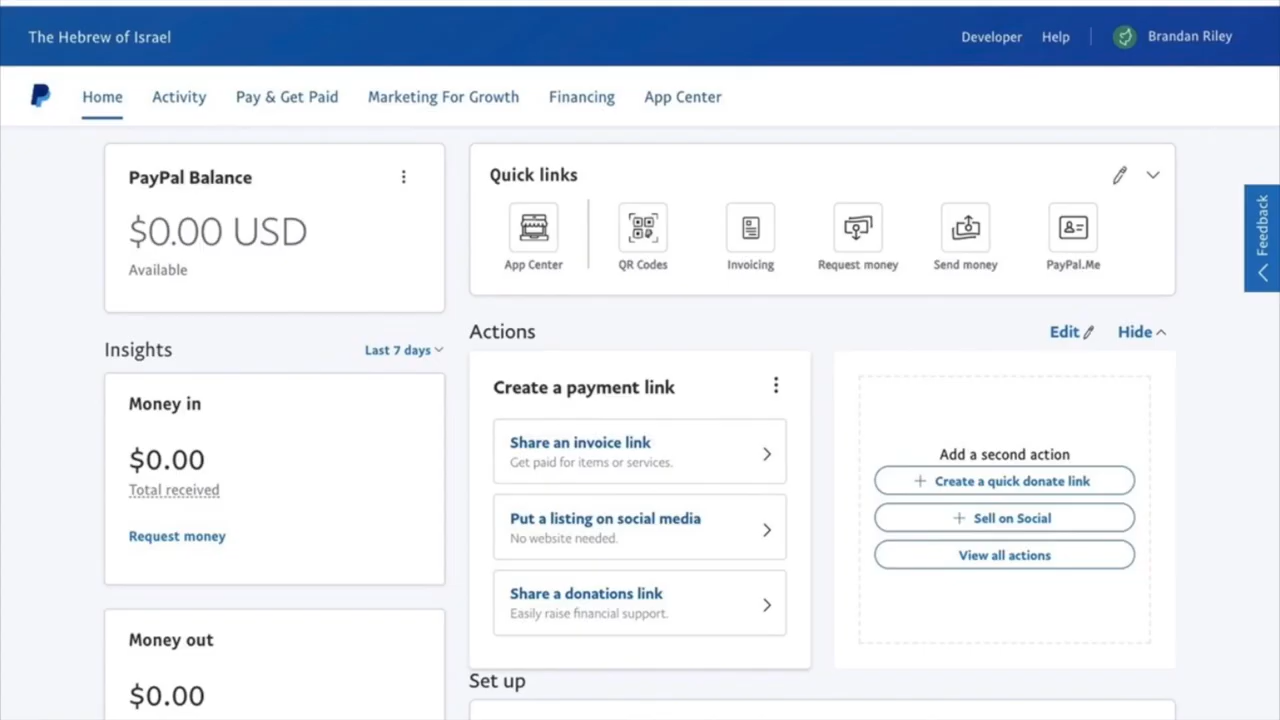 The Hebrew of Israel
Developer Help Brandan Riley
Home Activity Pay & Get Paid Marketing For Growth Financing App Center
PayPal Balance
$0.00 USD
Available
Quick links
App Center QR Codes Invoicing Request money Send money PayPal.Me
Feedback
Insights
Last 7 days
Money in
$0.00
Total received
Request money
Money out
$0.00
Actions
Edit Hide
Create a payment link
Share an invoice link
Get paid for items or services.
Put a listing on social media
No website needed.
Share a donations link
Easily raise financial support.
Add a second action
Create a quick donate link
Sell on Social
View all actions
Set up